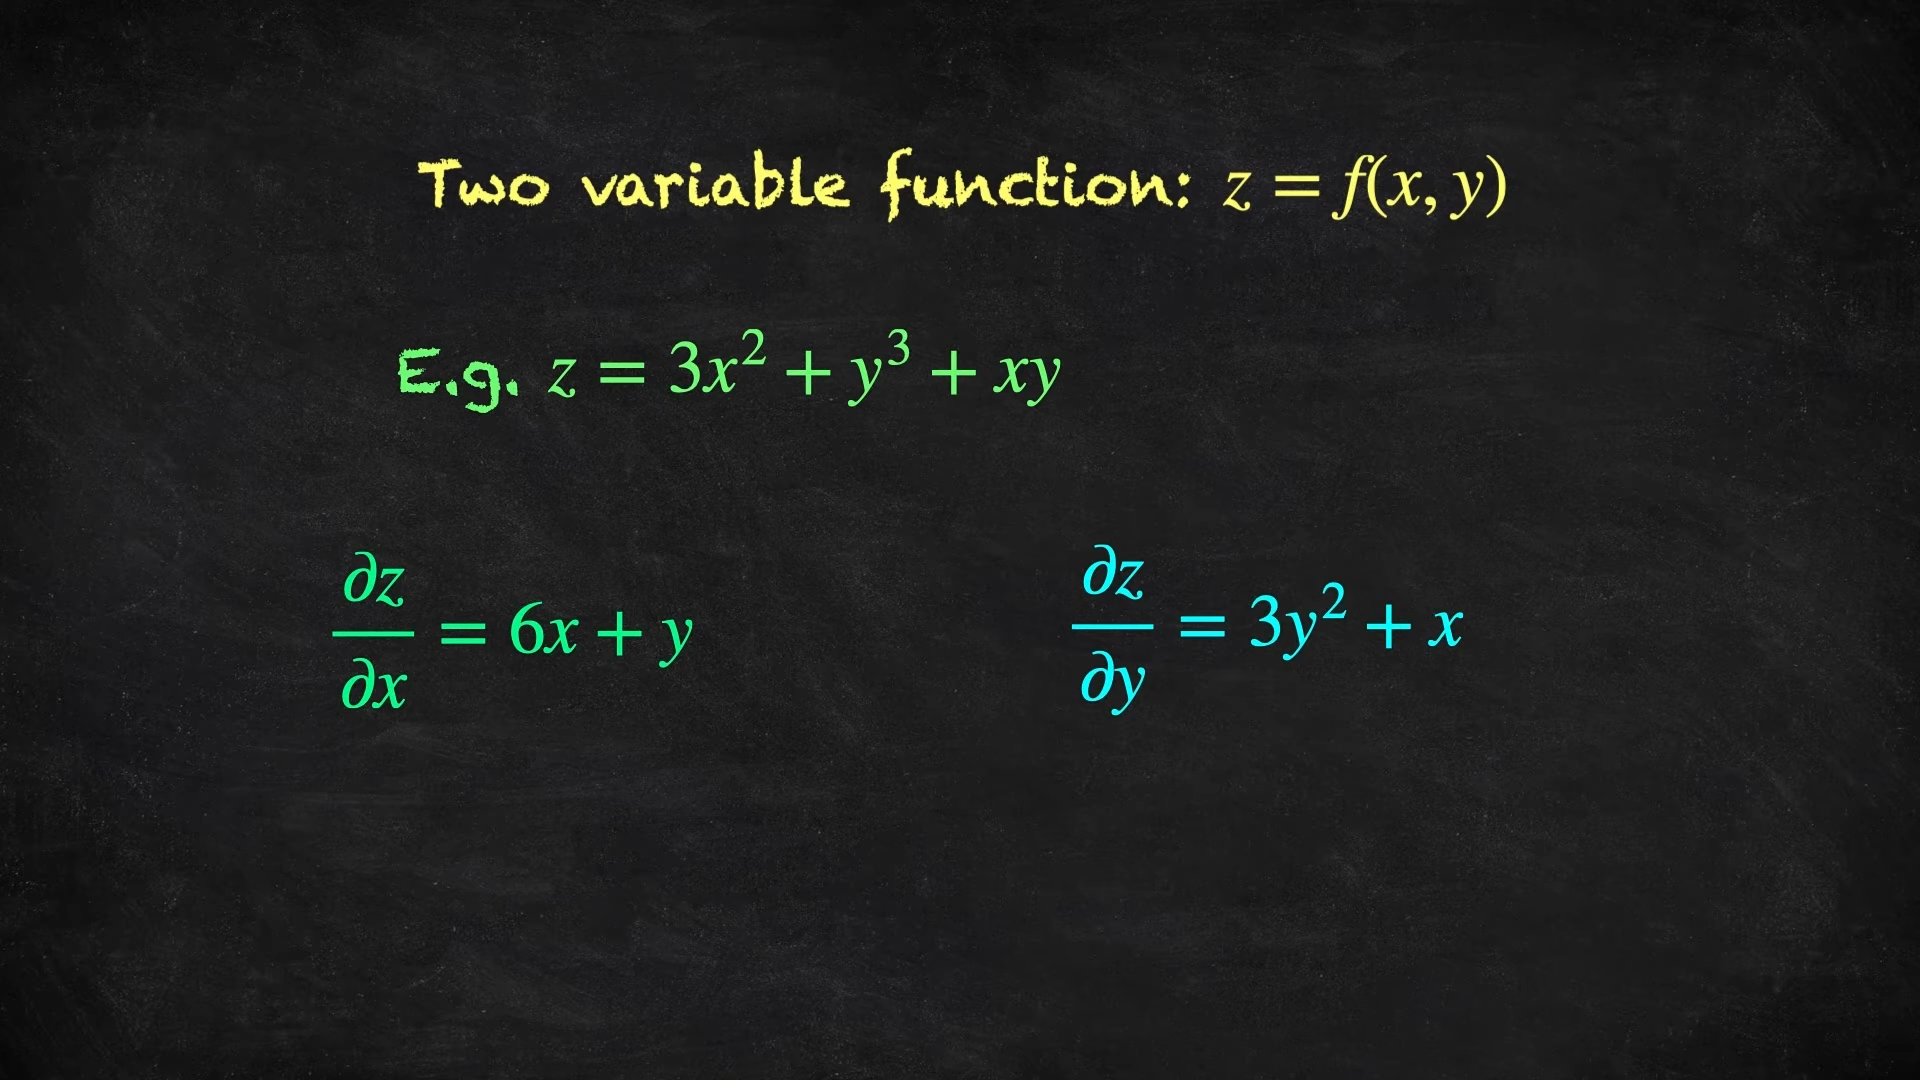 Two variable function: z = f(x, y)
E.g. z = 3x² + y³ + xy
∂z/∂x = 6x + y
∂z/∂y = 3y² + x